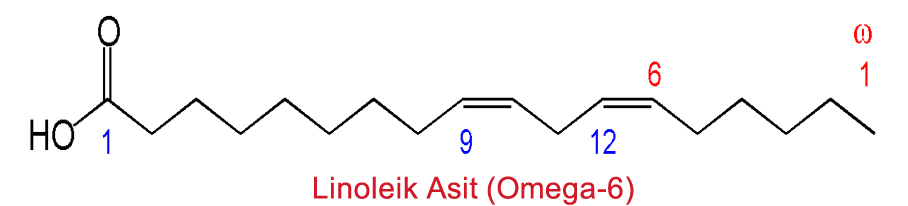 O
ω
6
1
HO
1
9
12
Linoleik Asit (Omega-6)